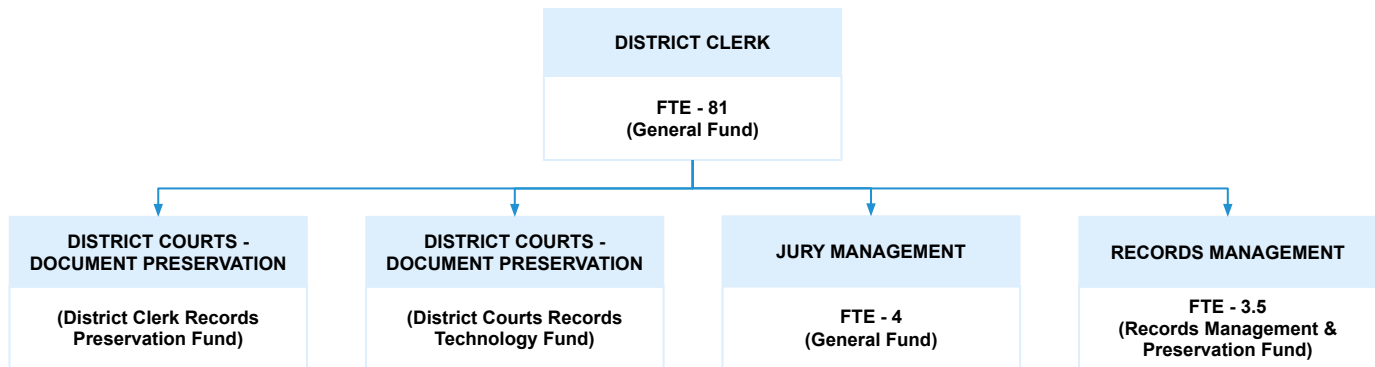 DISTRICT CLERK
FTE - 81
(General Fund)
DISTRICT COURTS -
DOCUMENT PRESERVATION
(District Clerk Records
Preservation Fund)
DISTRICT COURTS -
DOCUMENT PRESERVATION
(District Courts Records
Technology Fund)
JURY MANAGEMENT
FTE - 4
(General Fund)
RECORDS MANAGEMENT
FTE - 3.5
(Records Management &
Preservation Fund)